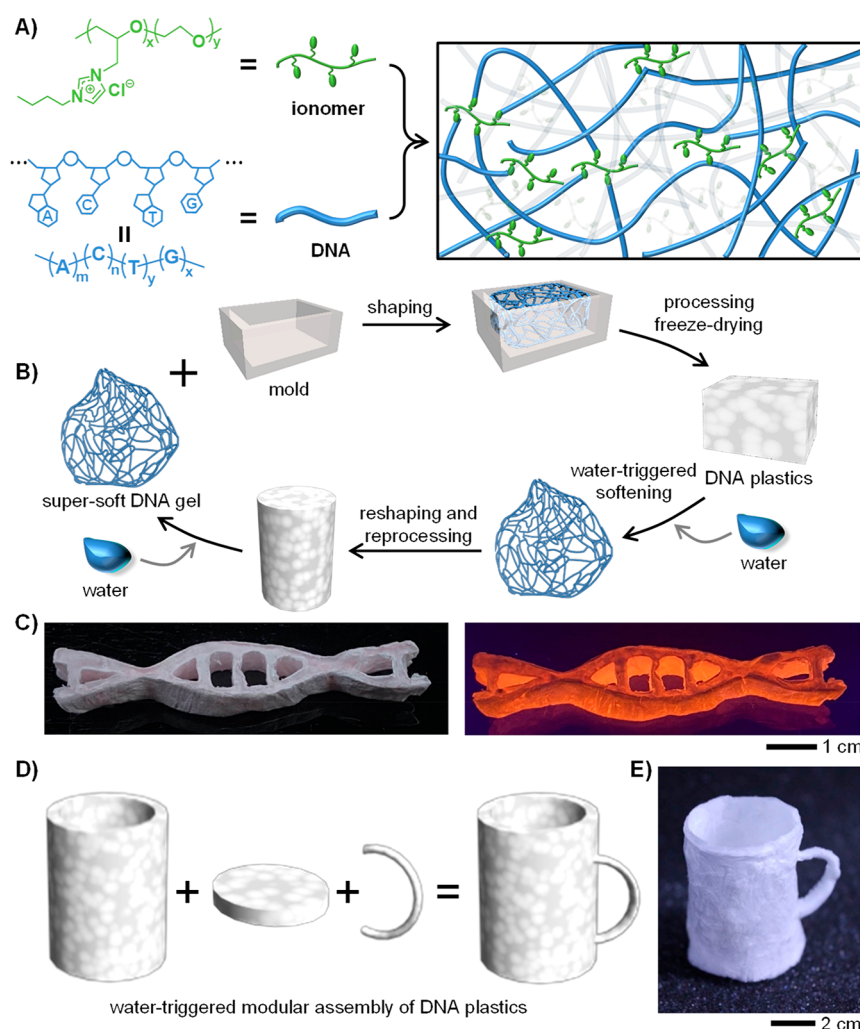 A)
O
x
O
y
N
N
+
Cl⊖
=
ionomer
...
...
A
C
T
G
=
DNA
=
(A)m(C)n(T)y(G)x
shaping
processing
freeze-drying
B)
+
mold
super-soft DNA gel
water-triggered
softening
DNA plastics
reshaping and
reprocessing
water
water
C)
1 cm
D)
E)
+
+
=
water-triggered modular assembly of DNA plastics
2 cm